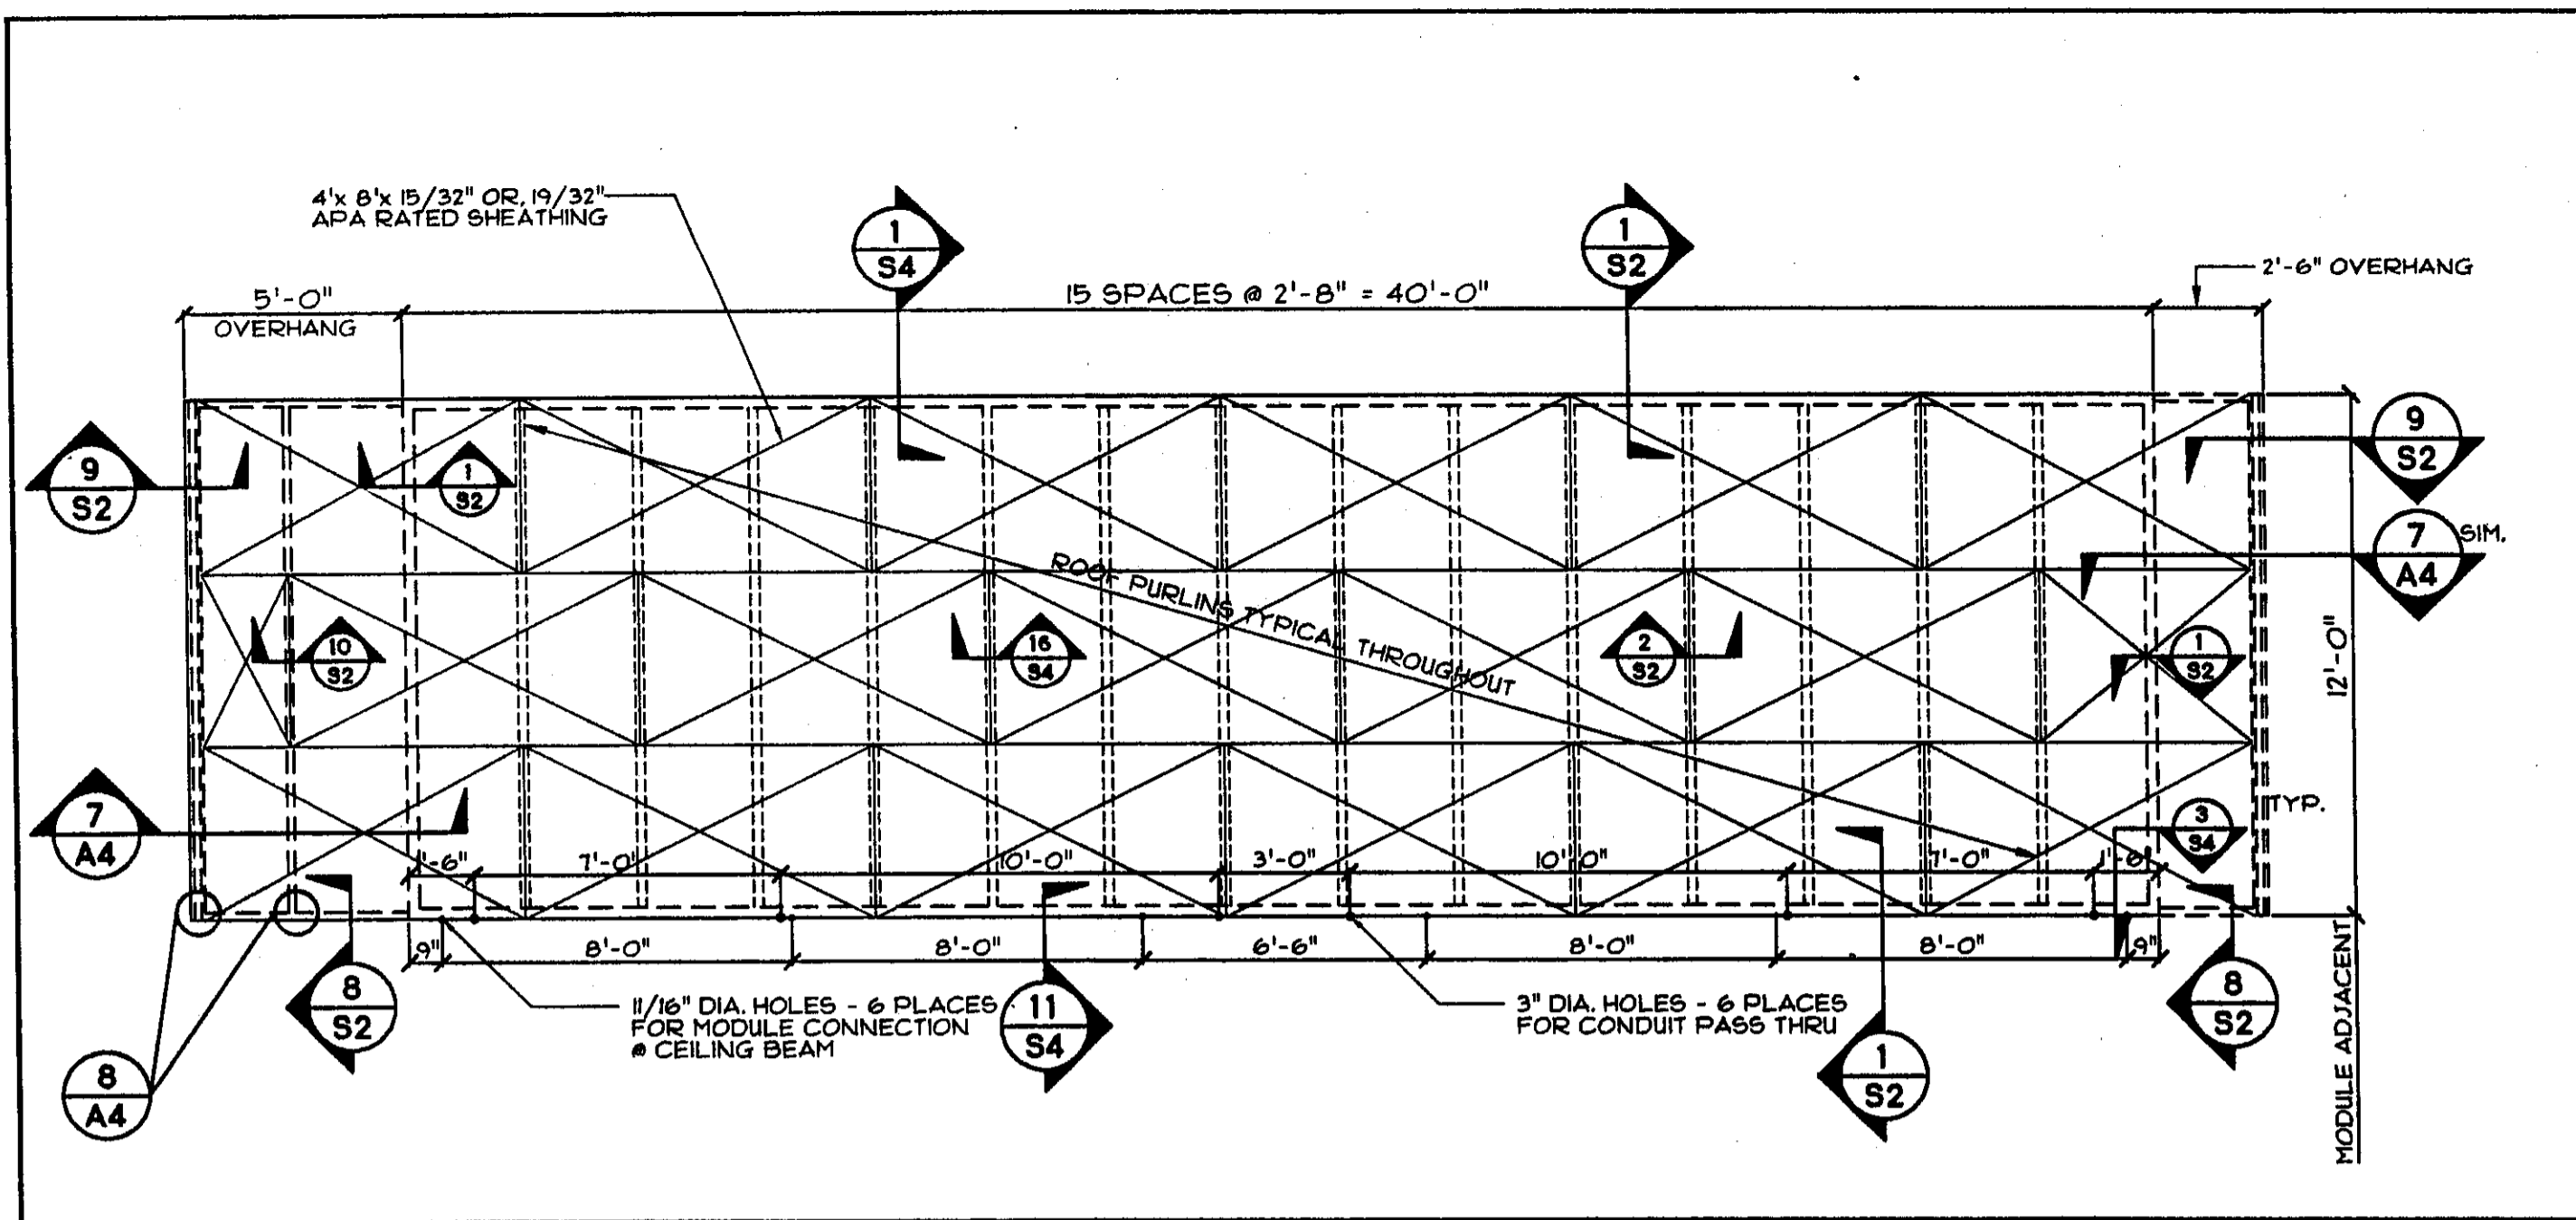 4'x 8'x 15/32" OR, 19/32"
APA RATED SHEATHING
1
S4
1
S2
2'-6" OVERHANG
5'-0"
OVERHANG
15 SPACES @ 2'-8" = 40'-0"
9
S2
1
S2
9
S2
7
A4
SIM.
ROOF PURLINS TYPICAL THROUGHOUT
10
S2
16
S4
2
S2
1
S2
12'-0"
7
A4
TYP.
3
S4
7'-0"
10'-0"
3'-0"
10'-0"
7'-0"
9"
8'-0"
8'-0"
6'-6"
8'-0"
8'-0"
9"
8
S2
11/16" DIA. HOLES - 6 PLACES
FOR MODULE CONNECTION
@ CEILING BEAM
11
S4
3" DIA. HOLES - 6 PLACES
FOR CONDUIT PASS THRU
1
S2
8
S2
8
A4
MODULE ADJACENT